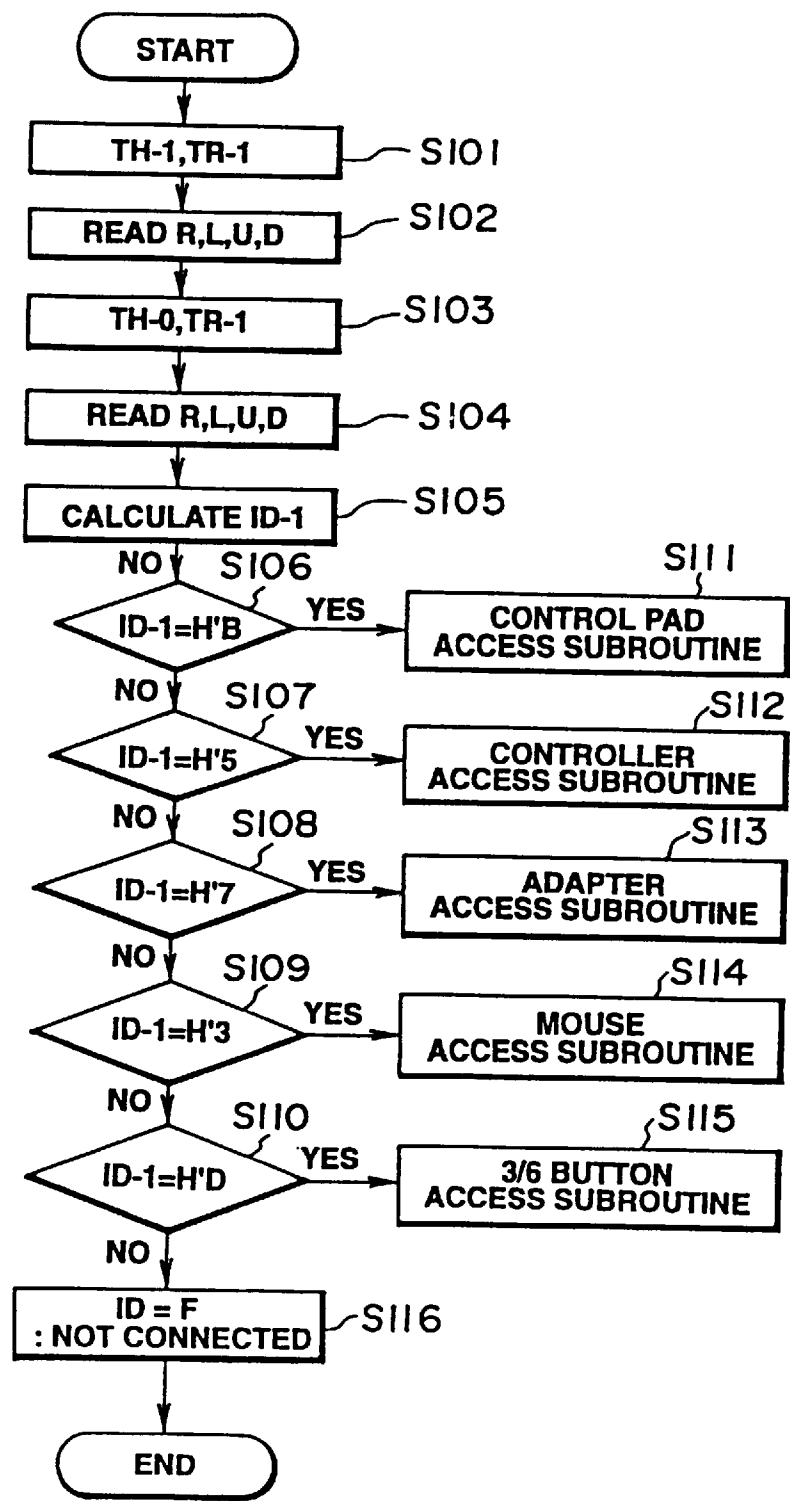 START
TH-1,TR-1
S101
READ R,L,U,D
S102
TH-0,TR-1
S103
READ R,L,U,D
S104
CALCULATE ID-1
S105
NO
S106
ID-1=H'B
YES
S111
CONTROL PAD
ACCESS SUBROUTINE
NO
S107
ID-1=H'5
YES
S112
CONTROLLER
ACCESS SUBROUTINE
NO
S108
ID-1=H'7
YES
S113
ADAPTER
ACCESS SUBROUTINE
NO
S109
ID-1=H'3
YES
S114
MOUSE
ACCESS SUBROUTINE
NO
S110
ID-1=H'D
YES
S115
3/6 BUTTON
ACCESS SUBROUTINE
NO
ID = F
: NOT CONNECTED
S116
END